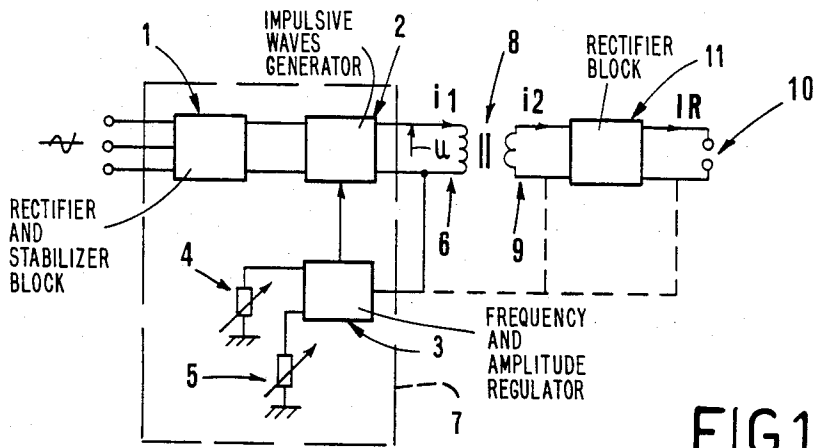 1
IMPULSIVE
WAVES
GENERATOR
2
8
RECTIFIER
BLOCK
11
10
i1
i2
IR
u
6
9
RECTIFIER
AND
STABILIZER
BLOCK
4
5
3
FREQUENCY
AND
AMPLITUDE
REGULATOR
7
FIG1